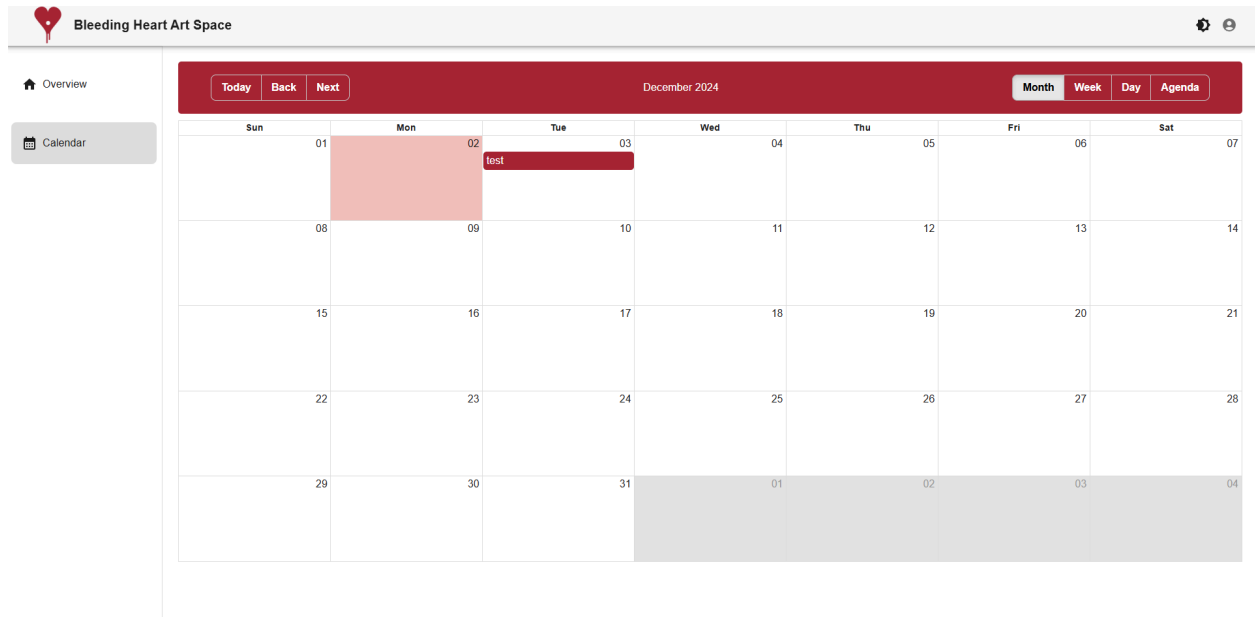 Bleeding Heart Art Space
Overview
Calendar
Today Back Next December 2024 Month Week Day Agenda
Sun Mon Tue Wed Thu Fri Sat
01 02 03 04 05 06 07
test
08 09 10 11 12 13 14
15 16 17 18 19 20 21
22 23 24 25 26 27 28
29 30 31 01 02 03 04